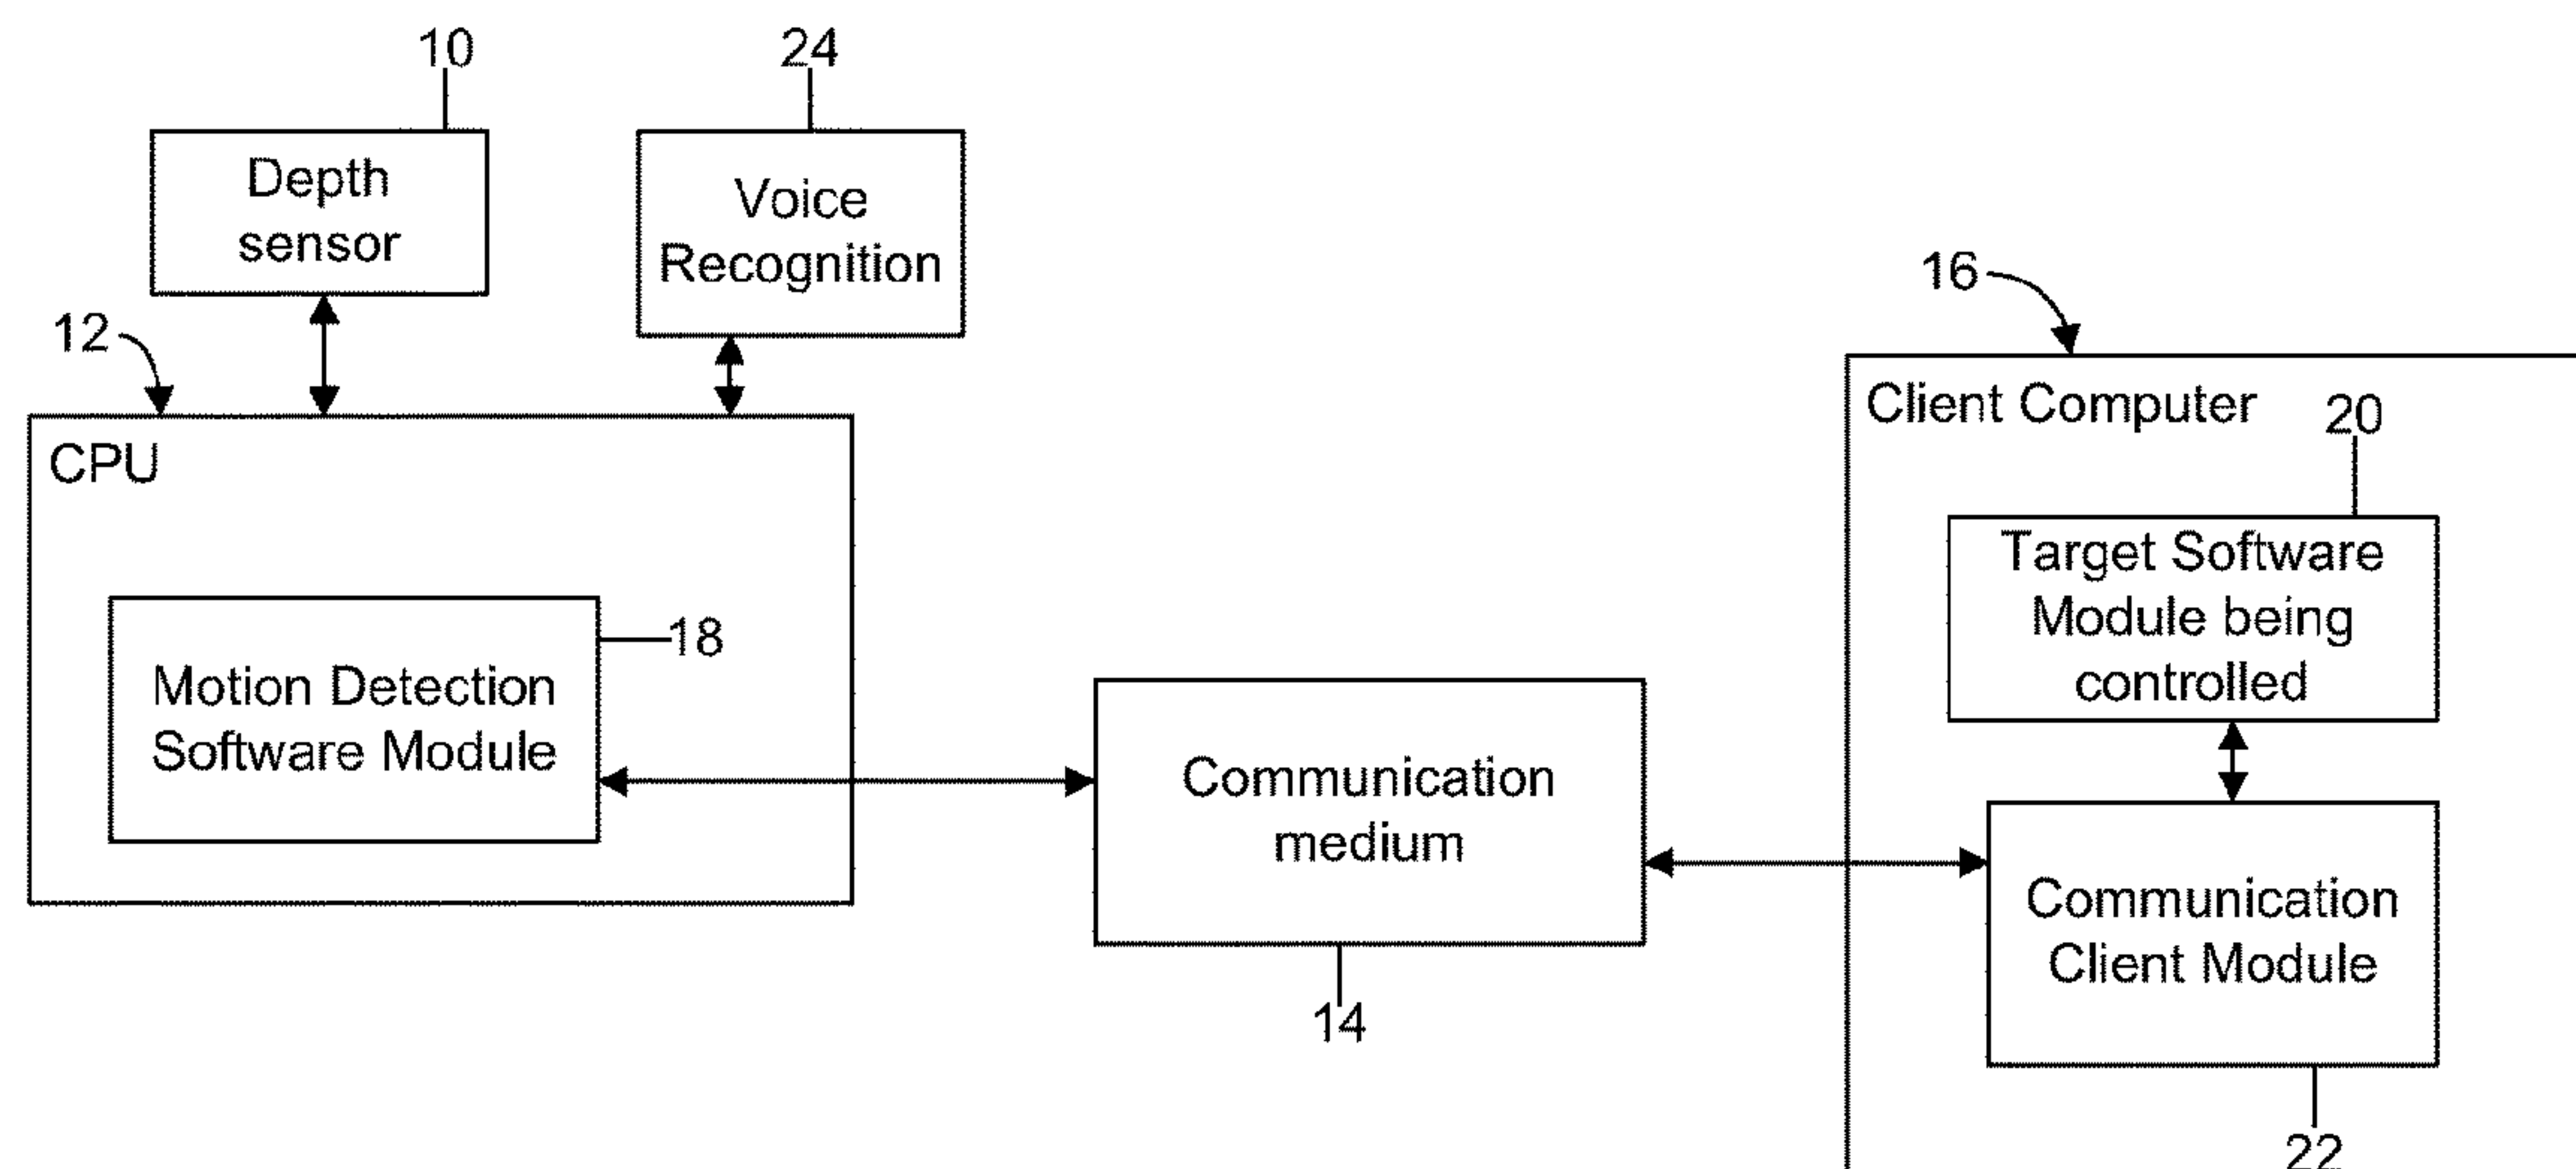 10
24
Depth
sensor
Voice
Recognition
12
16
CPU
Client Computer
20
Target Software
Module being
controlled
18
Motion Detection
Software Module
Communication
medium
Communication
Client Module
14
22